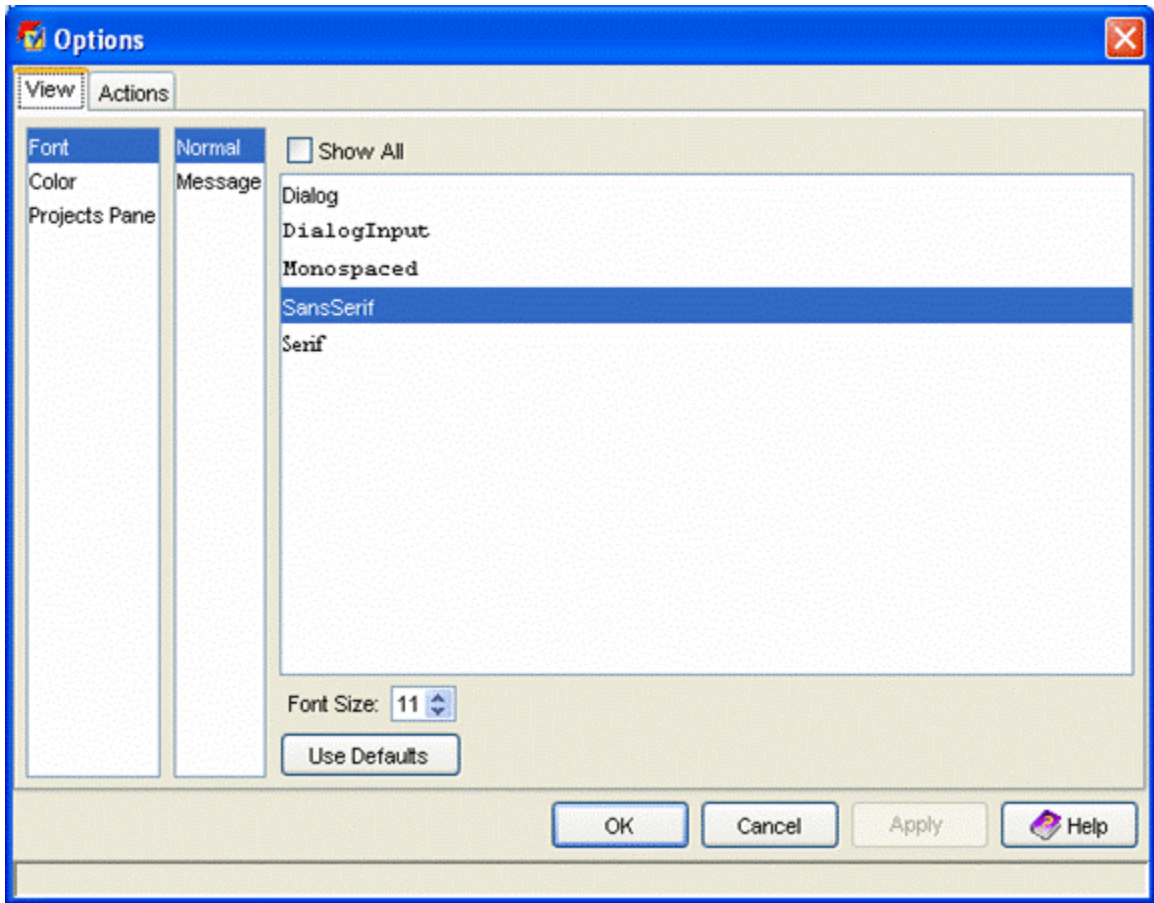 Options
View Actions
Font
Color
Projects Pane
Normal
Message
Show All
Dialog
DialogInput
Monospaced
SansSerif
Serif
Font Size: 11
Use Defaults
OK Cancel Apply Help